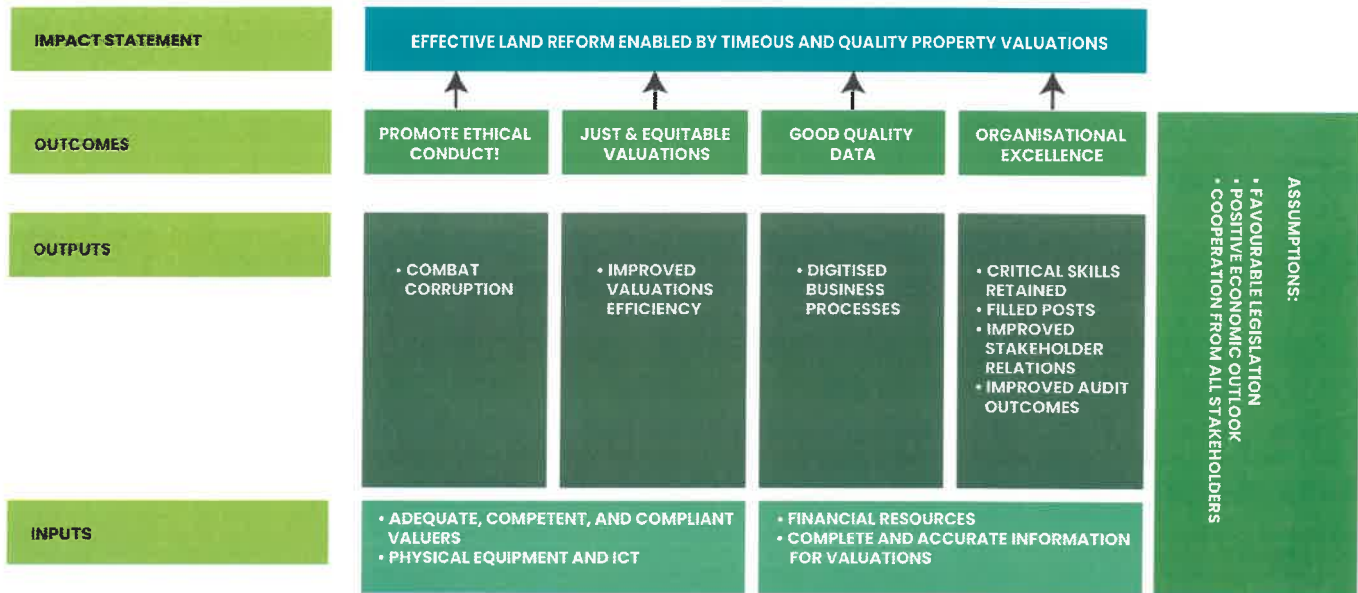 IMPACT STATEMENT
EFFECTIVE LAND REFORM ENABLED BY TIMEOUS AND QUALITY PROPERTY VALUATIONS
OUTCOMES
PROMOTE ETHICAL
CONDUCT!
JUST & EQUITABLE
VALUATIONS
GOOD QUALITY
DATA
ORGANISATIONAL
EXCELLENCE
OUTPUTS
• COMBAT
CORRUPTION
• IMPROVED
VALUATIONS
EFFICIENCY
• DIGITISED
BUSINESS
PROCESSES
• CRITICAL SKILLS
RETAINED
• FILLED POSTS
• IMPROVED
STAKEHOLDER
RELATIONS
• IMPROVED AUDIT
OUTCOMES
INPUTS
• ADEQUATE, COMPETENT, AND COMPLIANT
VALUERS
• PHYSICAL EQUIPMENT AND ICT
• FINANCIAL RESOURCES
• COMPLETE AND ACCURATE INFORMATION
FOR VALUATIONS
ASSUMPTIONS:
• FAVOURABLE LEGISLATION
• POSITIVE ECONOMIC OUTLOOK
• COOPERATION FROM ALL STAKEHOLDERS